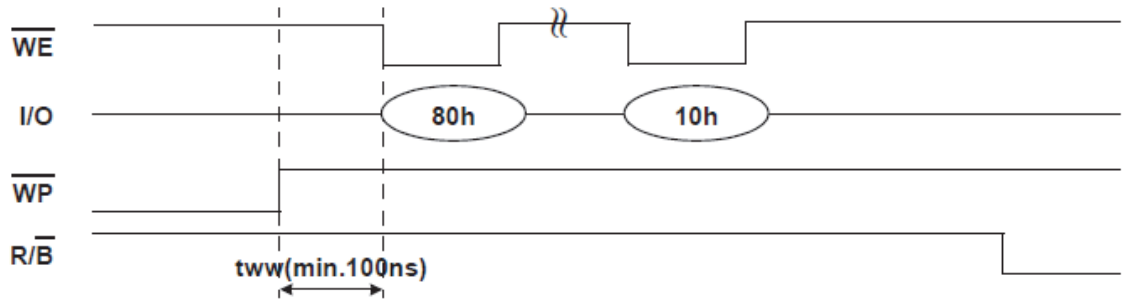 WE
I/O
80h
10h
WP
R/B
tww(min.100ns)